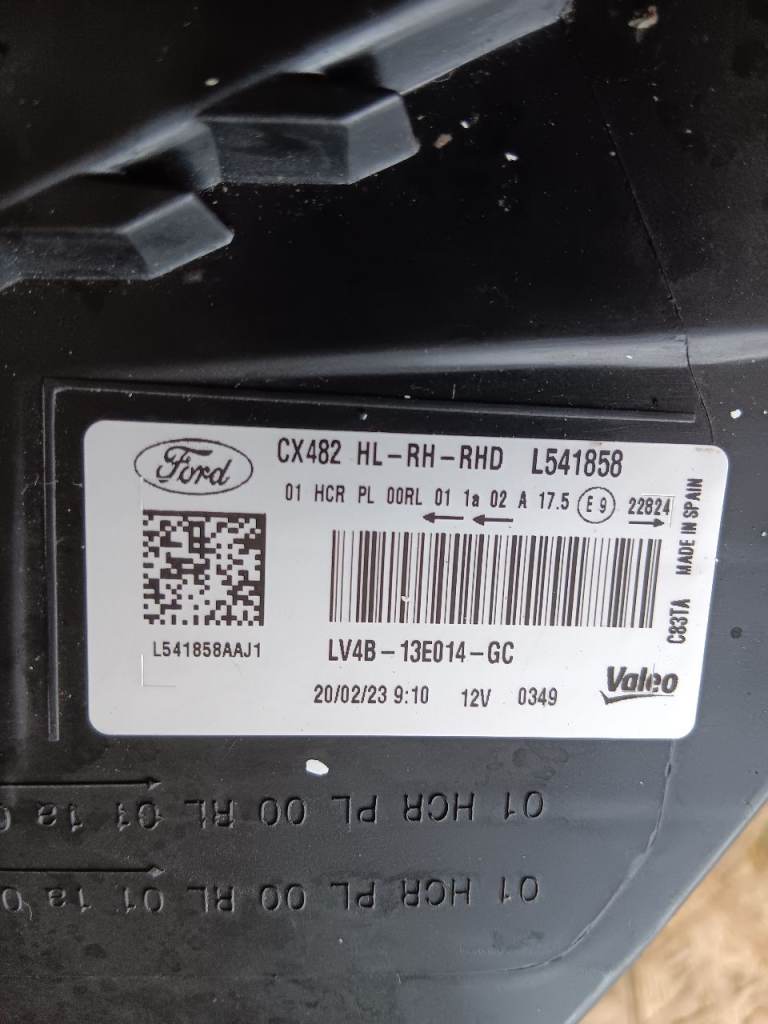 Ford
CX482 HL-RH-RHD L541858
01 HCR PL 00RL 01 1a 02 A 17.5 E9 22824
L541858AAJ1
LV4B-13E014-GC
20/02/23 9:10 12V 0349
Valeo
C83TA MADE IN SPAIN
01 HCR PL 00 RL 01 1a 0
01 HCR PL 00 RL 01 1a 0